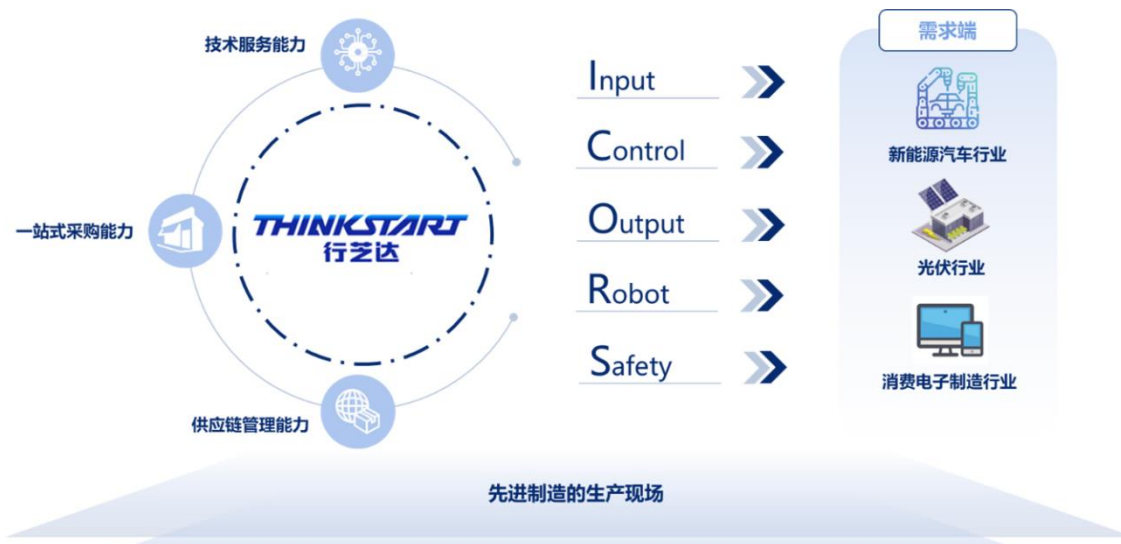 技术服务能力
一站式采购能力
THINKSTART
行芝达
供应链管理能力
Input
Control
Output
Robot
Safety
需求端
新能源汽车行业
光伏行业
消费电子制造行业
先进制造的生产现场